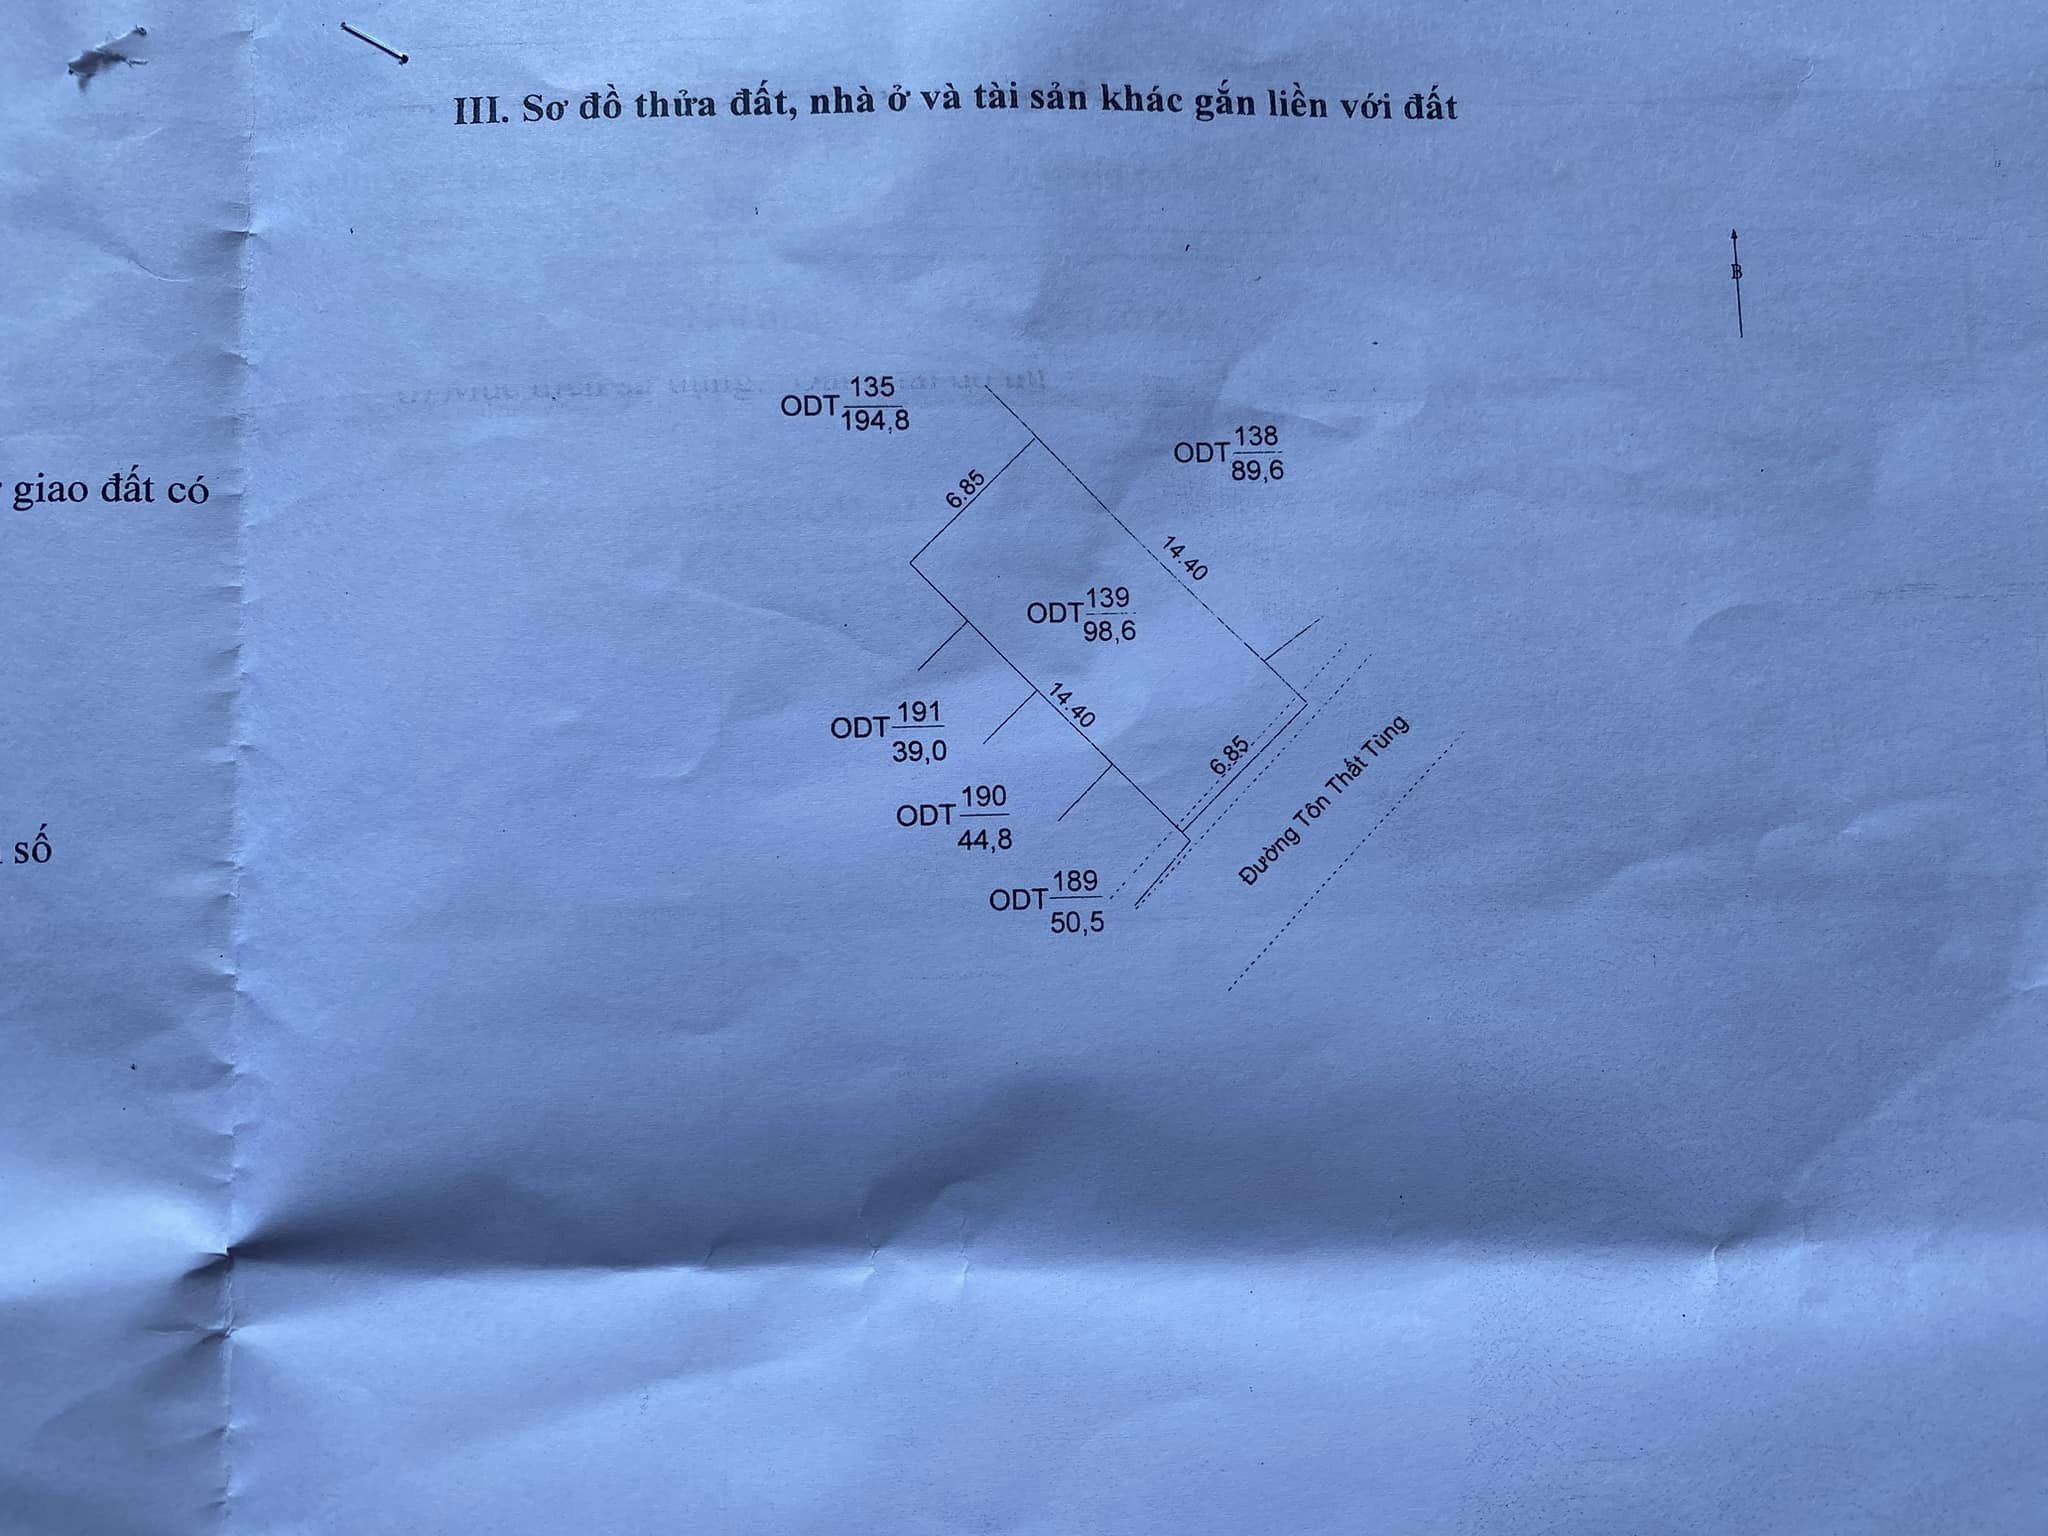 III. Sơ đồ thửa đất, nhà ở và tài sản khác gắn liền với đất
B
giao đất có
số
ODT 135
194,8
ODT 138
89,6
6.85
14.40
ODT 139
98,6
14.40
ODT 191
39,0
6.85
Đường Tôn Thất Tùng
ODT 190
44,8
ODT 189
50,5